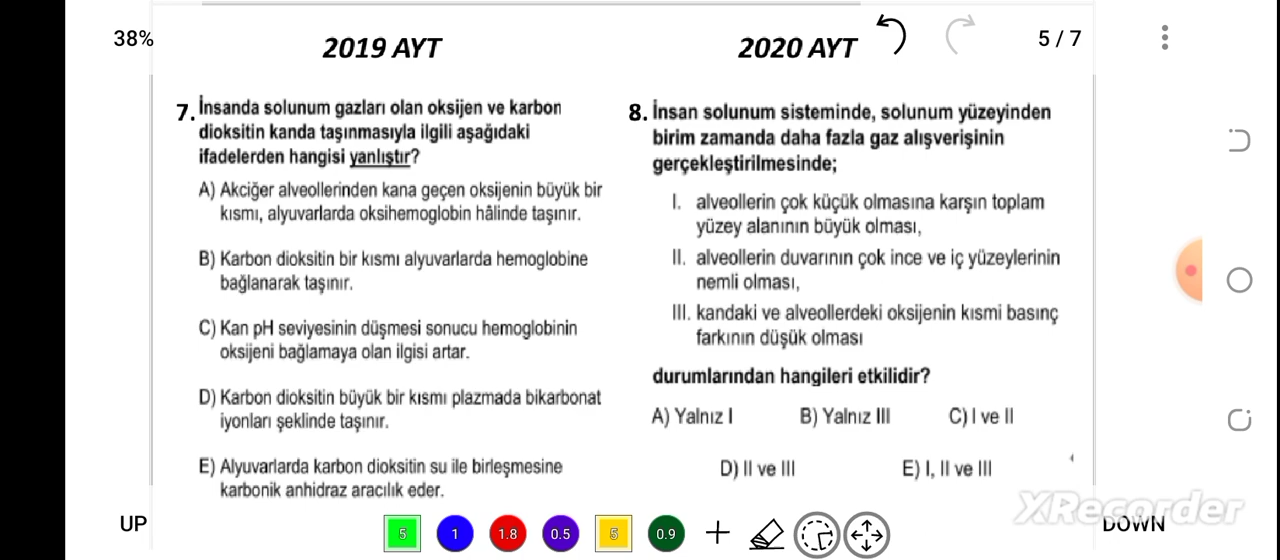 38%
2019 AYT
2020 AYT
5 / 7
7. İnsanda solunum gazları olan oksijen ve karbon
dioksitin kanda taşınmasıyla ilgili aşağıdaki
ifadelerden hangisi yanlıştır?
A) Akciğer alveollerinden kana geçen oksijenin büyük bir
kısmı, alyuvarlarda oksihemoglobin hâlinde taşınır.
B) Karbon dioksitin bir kısmı alyuvarlarda hemoglobine
bağlanarak taşınır.
C) Kan pH seviyesinin düşmesi sonucu hemoglobinin
oksijeni bağlamaya olan ilgisi artar.
D) Karbon dioksitin büyük bir kısmı plazmada bikarbonat
iyonları şeklinde taşınır.
E) Alyuvarlarda karbon dioksitin su ile birleşmesine
karbonik anhidraz aracılık eder.
8. İnsan solunum sisteminde, solunum yüzeyinden
birim zamanda daha fazla gaz alışverişinin
gerçekleştirilmesinde;
I. alveollerin çok küçük olmasına karşın toplam
yüzey alanının büyük olması,
II. alveollerin duvarının çok ince ve iç yüzeylerinin
nemli olması,
III. kandaki ve alveollerdeki oksijenin kısmi basınç
farkının düşük olması
durumlarından hangileri etkilidir?
A) Yalnız I B) Yalnız III C) I ve II
D) II ve III E) I, II ve III
XRecorder
UP
5 1 1.8 0.5 5 0.9
DOWN